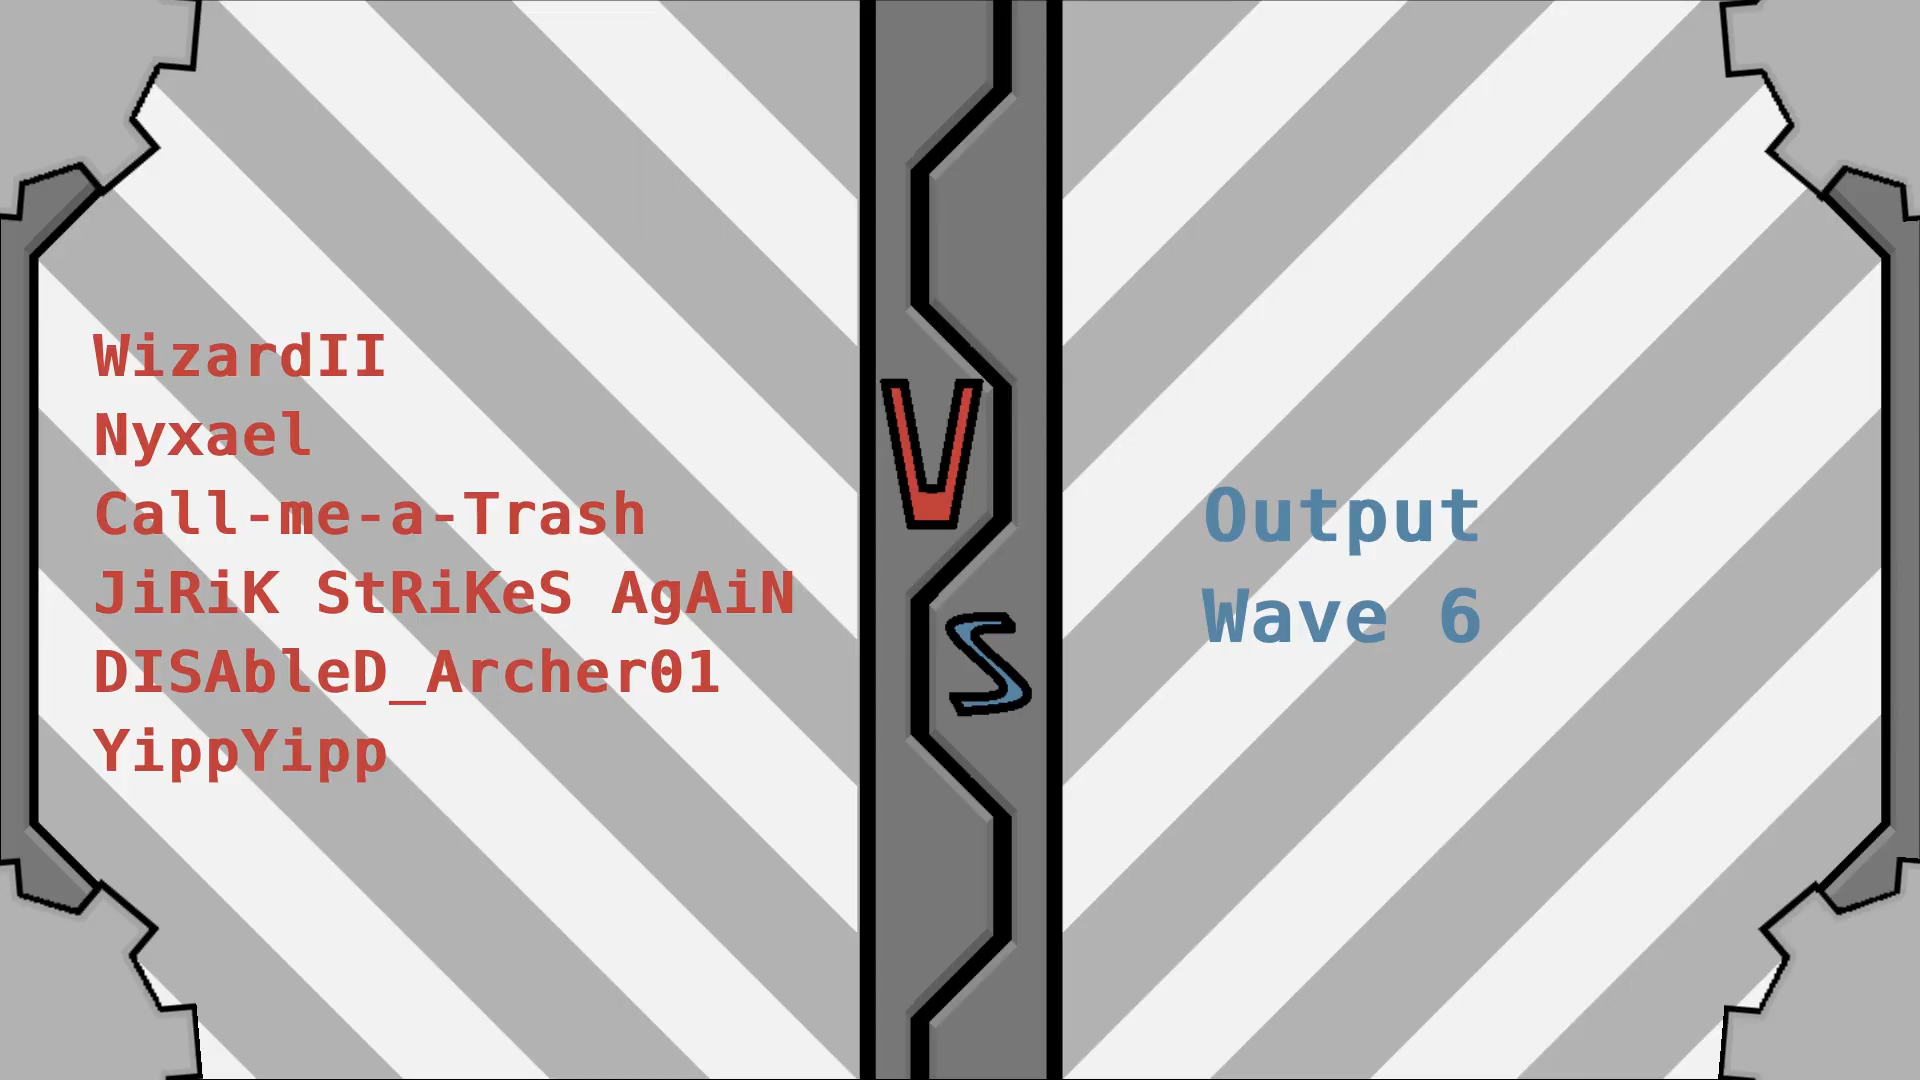 WizardII
Nyxael
Call-me-a-Trash
JiRiK StRiKeS AgAiN
DISAbleD_Archer01
YippYipp
V
S
Output
Wave 6